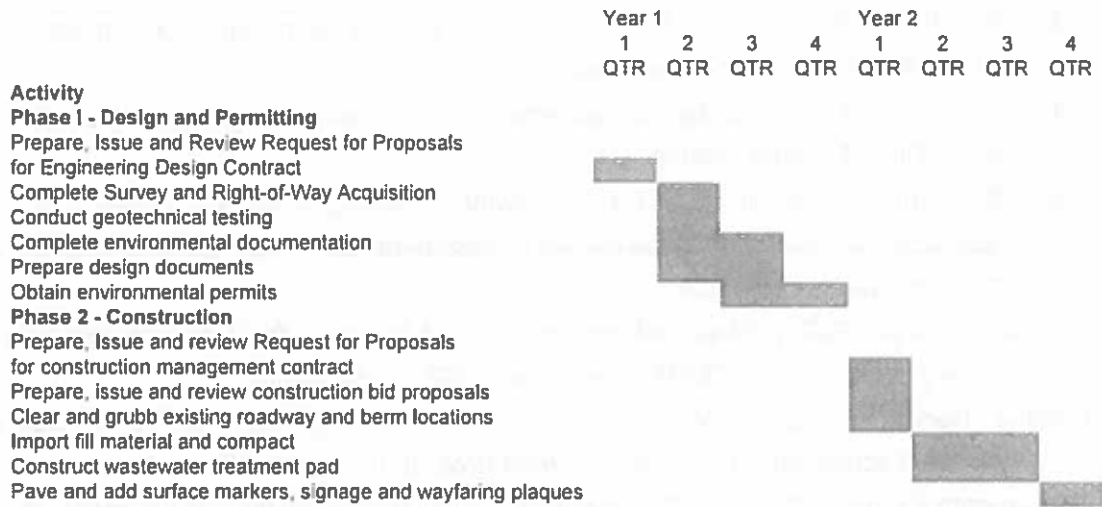 Year 1 Year 2
1 2 3 4 1 2 3 4
QTR QTR QTR QTR QTR QTR QTR QTR
Activity
Phase I - Design and Permitting
Prepare, Issue and Review Request for Proposals
for Engineering Design Contract
Complete Survey and Right-of-Way Acquisition
Conduct geotechnical testing
Complete environmental documentation
Prepare design documents
Obtain environmental permits
Phase 2 - Construction
Prepare, Issue and review Request for Proposals
for construction management contract
Prepare, issue and review construction bid proposals
Clear and grubb existing roadway and berm locations
Import fill material and compact
Construct wastewater treatment pad
Pave and add surface markers, signage and wayfaring plaques